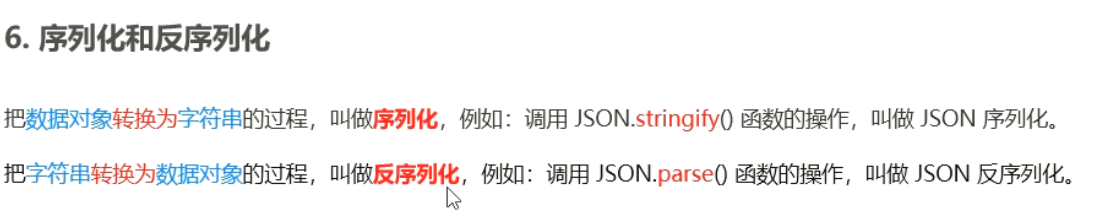 6. 序列化和反序列化
把数据对象转换为字符串的过程，叫做序列化，例如：调用 JSON.stringify() 函数的操作，叫做 JSON 序列化。
把字符串转换为数据对象的过程，叫做反序列化，例如：调用 JSON.parse() 函数的操作，叫做 JSON 反序列化。